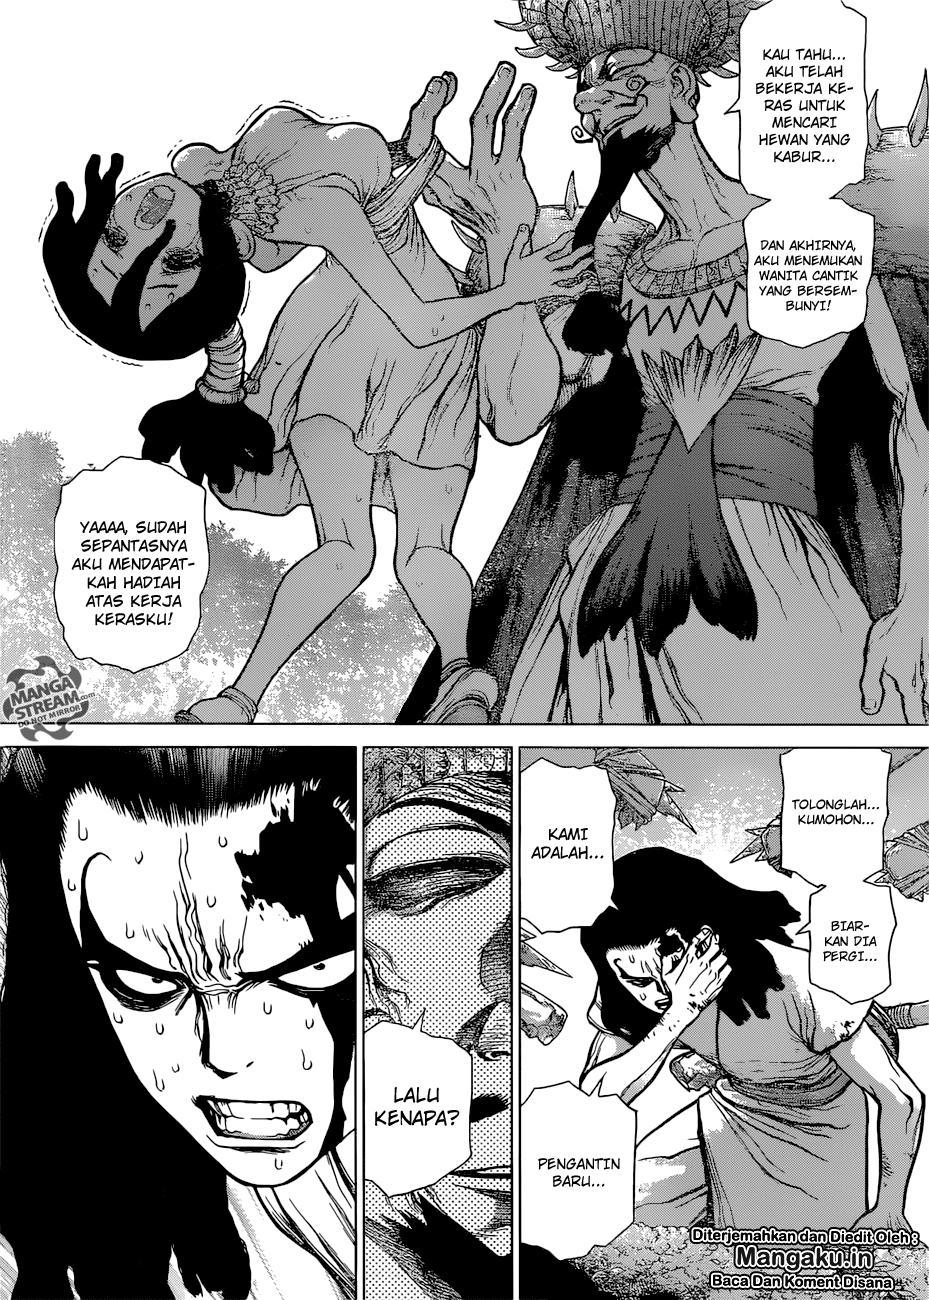 KAU TAHU...
AKU TELAH
BEKERJA KE-
RAS UNTUK
MENCARI
HEWAN YANG
KABUR...
DAN AKHIRNYA,
AKU MENEMUKAN
WANITA CANTIK
YANG BERSEM-
BUNYI!
YAAAA, SUDAH
SEPANTASNYA
AKU MENDAPAT-
KAH HADIAH
ATAS KERJA
KERASKU!
MANGA
STREAM.com
DO NOT MIRROR
TOLONGLAH...
KUMOHON...
BIAR-
KAN DIA
PERGI...
KAMI
ADALAH...
PENGANTIN
BARU...
LALU
KENAPA?
Diterjemahkan dan Diedit Oleh :
Mangaku.in
Baca Dan Koment Disana